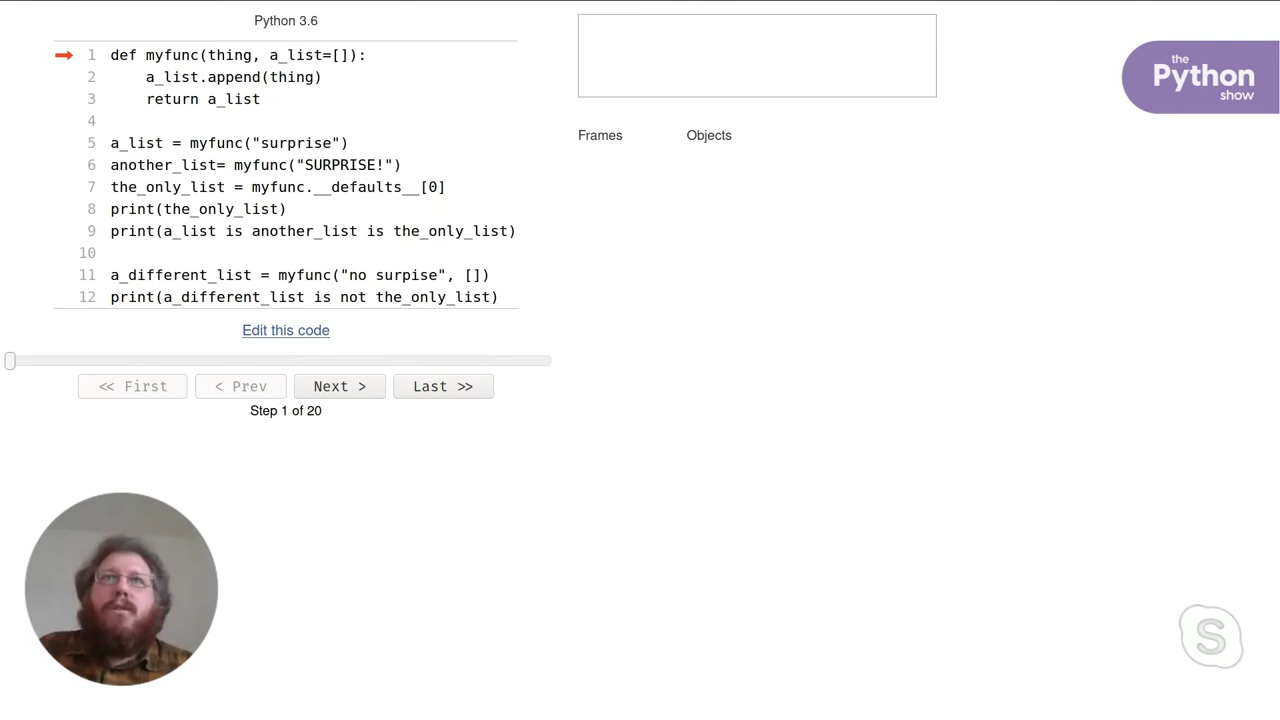 Python 3.6
1 def myfunc(thing, a_list=[]):
2     a_list.append(thing)
3     return a_list
4
5 a_list = myfunc("surprise")
6 another_list= myfunc("SURPRISE!")
7 the_only_list = myfunc.__defaults__[0]
8 print(the_only_list)
9 print(a_list is another_list is the_only_list)
10
11 a_different_list = myfunc("no surpise", [])
12 print(a_different_list is not the_only_list)
Edit this code
<< First < Prev Next > Last >>
Step 1 of 20
Frames Objects
the
Python
show
S